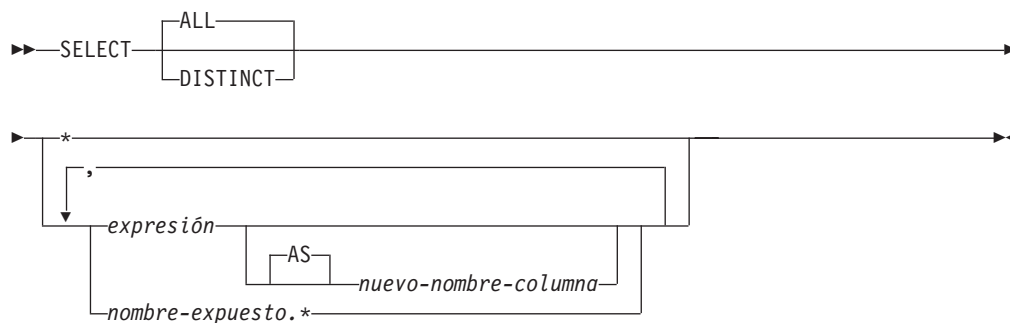 ALL
SELECT
DISTINCT
*
,
expresión
AS
nuevo-nombre-columna
nombre-expuesto.*